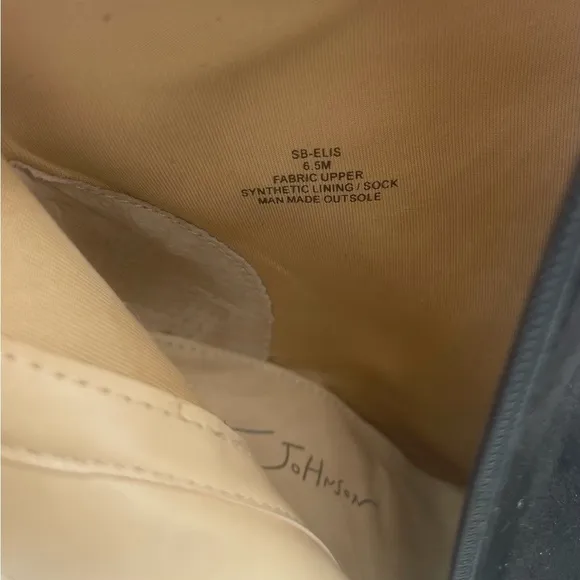 SB-ELIS
6.5M
FABRIC UPPER
SYNTHETIC LINING / SOCK
MAN MADE OUTSOLE
JOHNSON